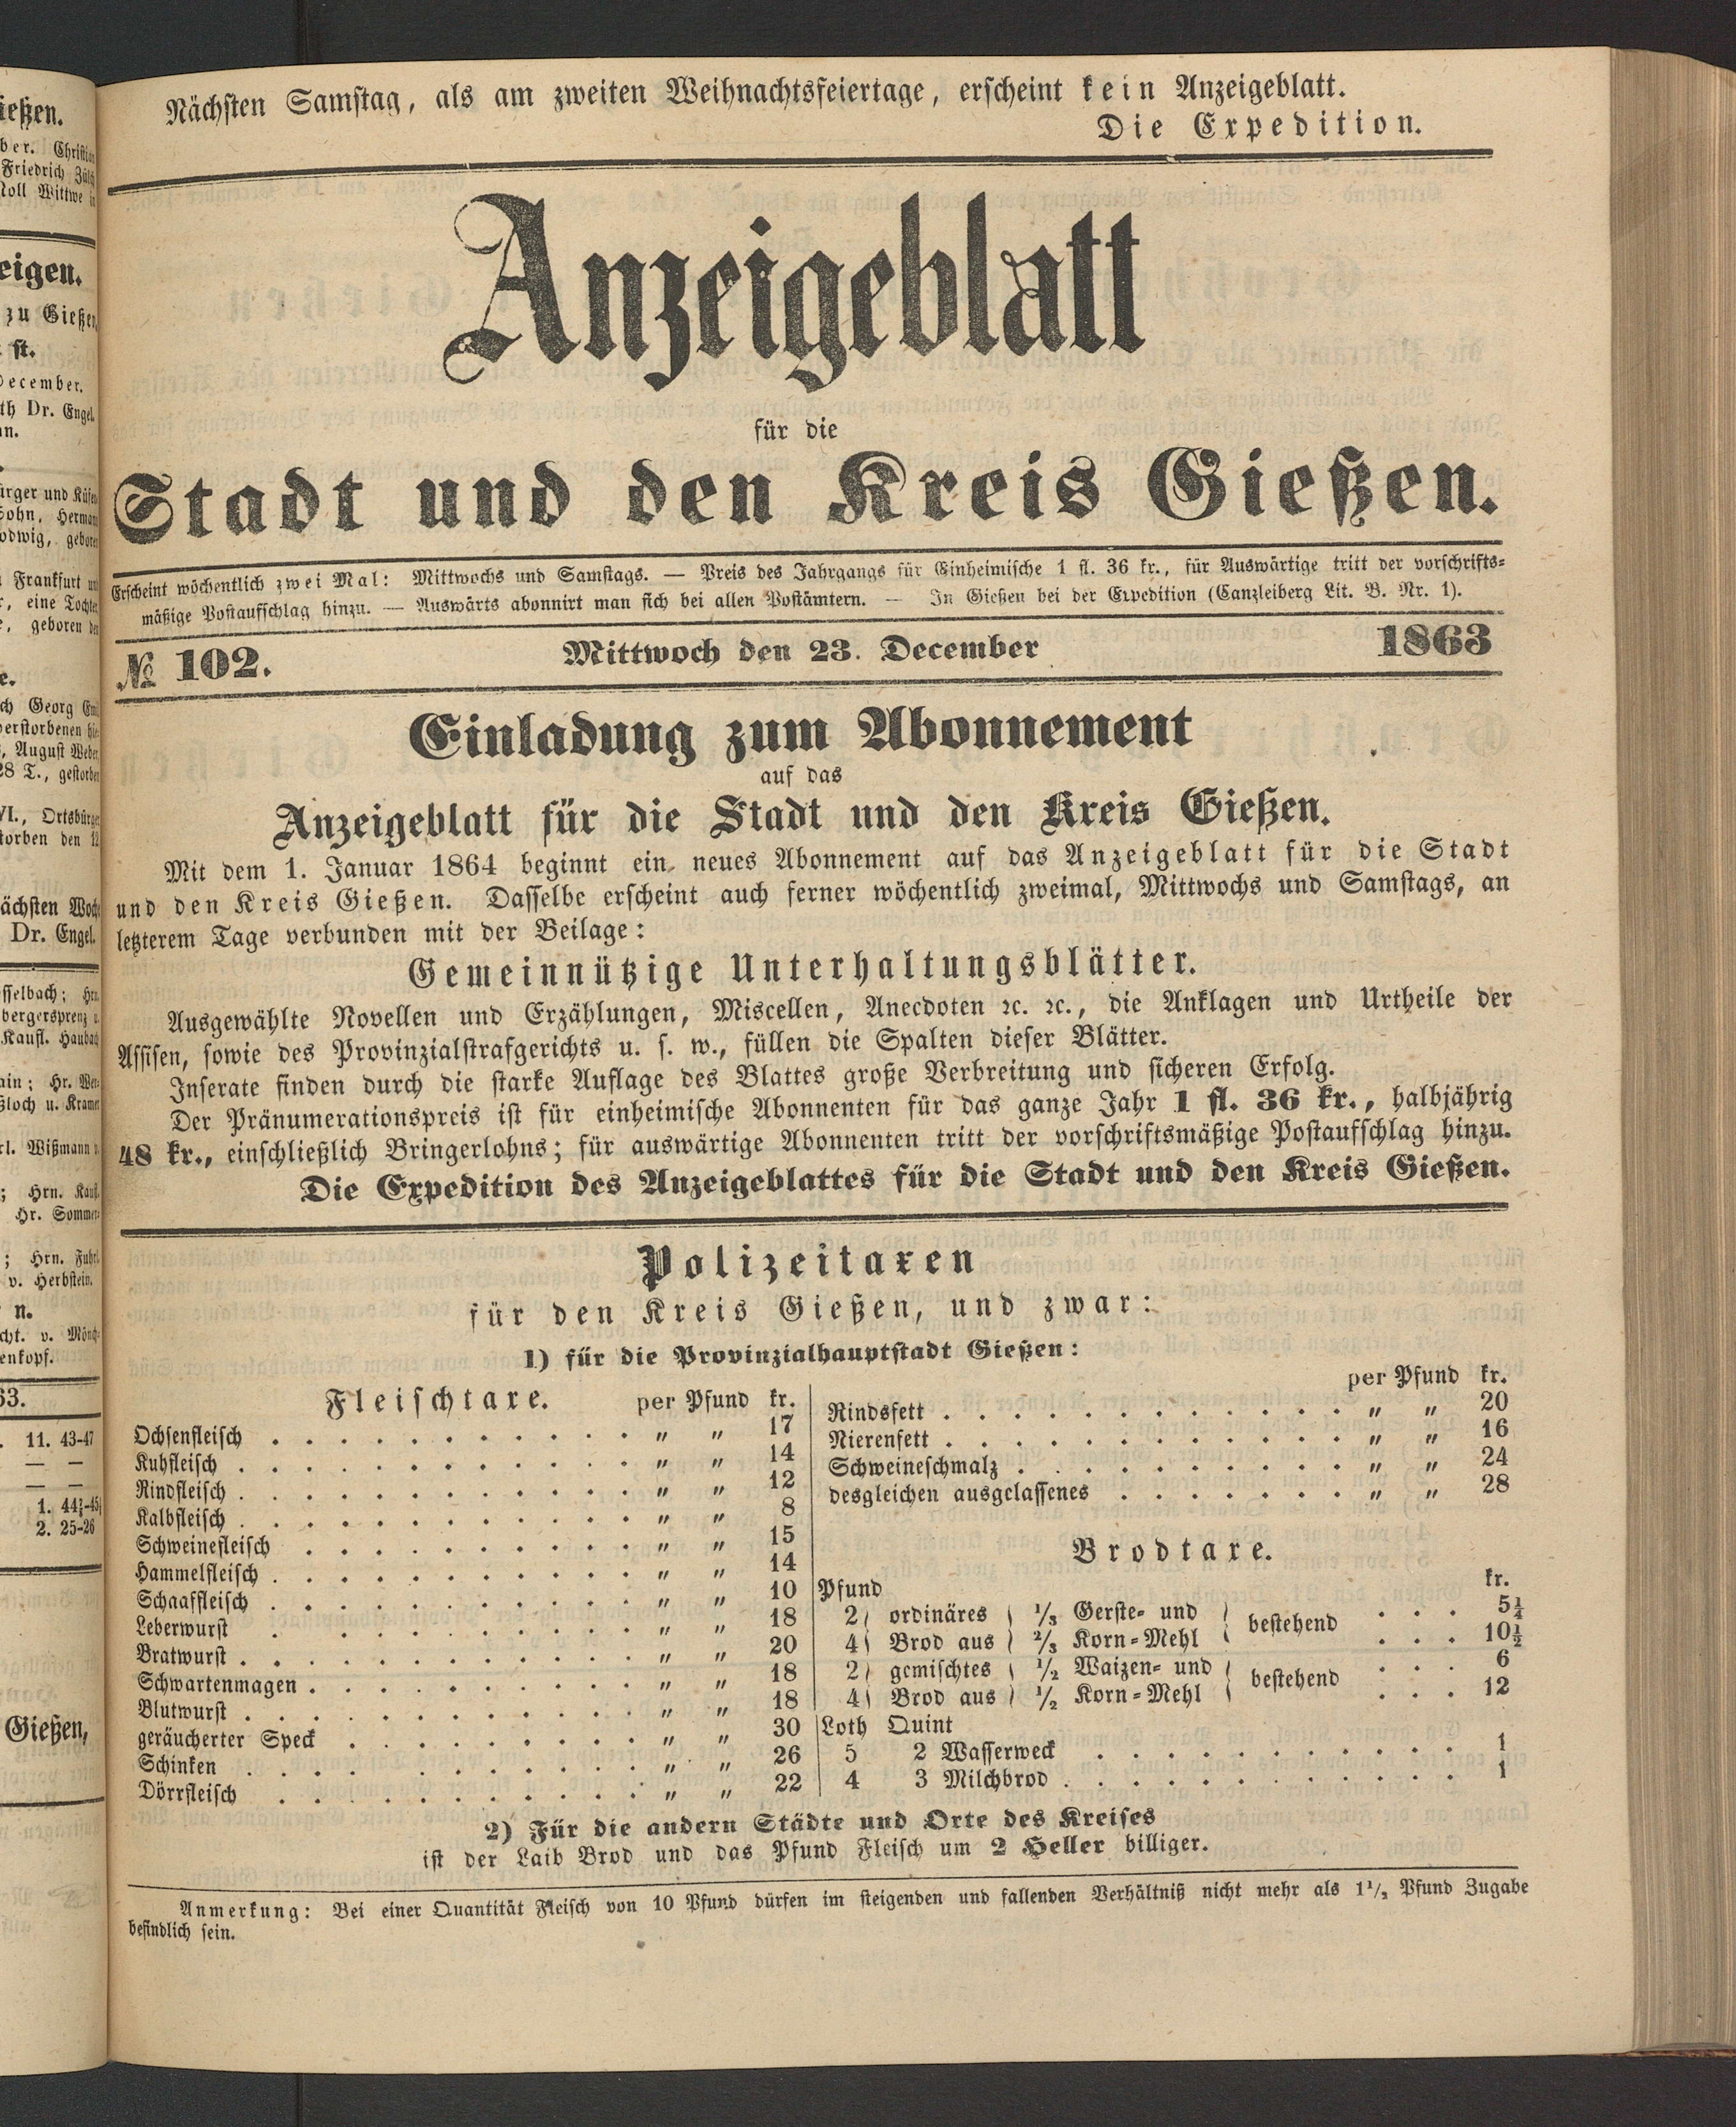 Nächsten Samstag, als am zweiten Weihnachtsfeiertage, erscheint kein Anzeigeblatt.
Die Expedition.
Anzeigeblatt
für die
Stadt und den Kreis Gießen.
Erscheint wöchentlich zwei Mal: Mittwochs und Samstags. — Preis des Jahrgangs für Einheimische 1 fl. 36 kr., für Auswärtige tritt der vorschrifts-
mäßige Postaufschlag hinzu. — Auswärts abonnirt man sich bei allen Postämtern. — In Gießen bei der Expedition (Canzleiberg Lit. B. Nr. 1).
№ 102. Mittwoch den 23. December 1863
Einladung zum Abonnement
auf das
Anzeigeblatt für die Stadt und den Kreis Gießen.
Mit dem 1. Januar 1864 beginnt ein neues Abonnement auf das Anzeigeblatt für die Stadt
und den Kreis Gießen. Dasselbe erscheint auch ferner wöchentlich zweimal, Mittwochs und Samstags, an
letzterem Tage verbunden mit der Beilage:
Gemeinnützige Unterhaltungsblätter.
Ausgewählte Novellen und Erzählungen, Miscellen, Anecdoten ꝛc. ꝛc., die Anklagen und Urtheile der
Assisen, sowie des Provinzialstrafgerichts u. s. w., füllen die Spalten dieser Blätter.
Inserate finden durch die starke Auflage des Blattes große Verbreitung und sicheren Erfolg.
Der Pränumerationspreis ist für einheimische Abonnenten für das ganze Jahr 1 fl. 36 kr., halbjährig
48 kr., einschließlich Bringerlohns; für auswärtige Abonnenten tritt der vorschriftsmäßige Postaufschlag hinzu.
Die Expedition des Anzeigeblattes für die Stadt und den Kreis Gießen.
Polizeitaxen
für den Kreis Gießen, und zwar:
1) für die Provinzialhauptstadt Gießen:
Fleischtaxe. per Pfund kr.
Ochsenfleisch . . . . . . . . . . . " " 17
Kuhfleisch . . . . . . . . . . . . " " 14
Rindfleisch . . . . . . . . . . . . " " 12
Kalbfleisch . . . . . . . . . . . . " " 8
Schweinefleisch . . . . . . . . . . " " 15
Hammelfleisch . . . . . . . . . . . " " 14
Schaaffleisch . . . . . . . . . . . " " 10
Leberwurst . . . . . . . . . . . " " 18
Bratwurst . . . . . . . . . . . . " " 20
Schwartenmagen . . . . . . . . . . " " 18
Blutwurst . . . . . . . . . . . . " " 18
geräucherter Speck . . . . . . . . . " " 30
Schinken . . . . . . . . . . . " " 26
Dörrfleisch . . . . . . . . . . . " " 22
per Pfund kr.
Rindsfett . . . . . . . . . . . . . " " 20
Nierenfett . . . . . . . . . . . . . " " 16
Schweineschmalz . . . . . . . . . . " " 24
desgleichen ausgelassenes . . . . . . . " " 28
Brodtaxe.
Pfund kr.
2 ordinäres ⅓ Gerste- und bestehend . . . 5¼
4 Brod aus ⅔ Korn-Mehl . . . 10½
2 gemischtes ½ Waizen- und bestehend . . . 6
4 Brod aus ½ Korn-Mehl . . . 12
Loth Quint
5 2 Wasserweck . . . . . . . . . . . 1
4 3 Milchbrod . . . . . . . . . . . . 1
2) Für die andern Städte und Orte des Kreises
ist der Laib Brod und das Pfund Fleisch um 2 Heller billiger.
Anmerkung: Bei einer Quantität Fleisch von 10 Pfund dürfen im steigenden und fallenden Verhältniß nicht mehr als 1½ Pfund Zugabe
befindlich sein.